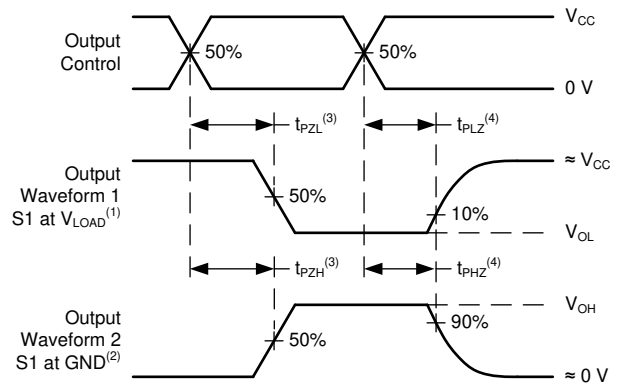 V_CC
Output
Control
50%
50%
0 V
t_PZL^(3)
t_PLZ^(4)
Output
Waveform 1
S1 at V_LOAD^(1)
50%
10%
≈ V_CC
V_OL
t_PZH^(3)
t_PHZ^(4)
Output
Waveform 2
S1 at GND^(2)
50%
90%
V_OH
≈ 0 V